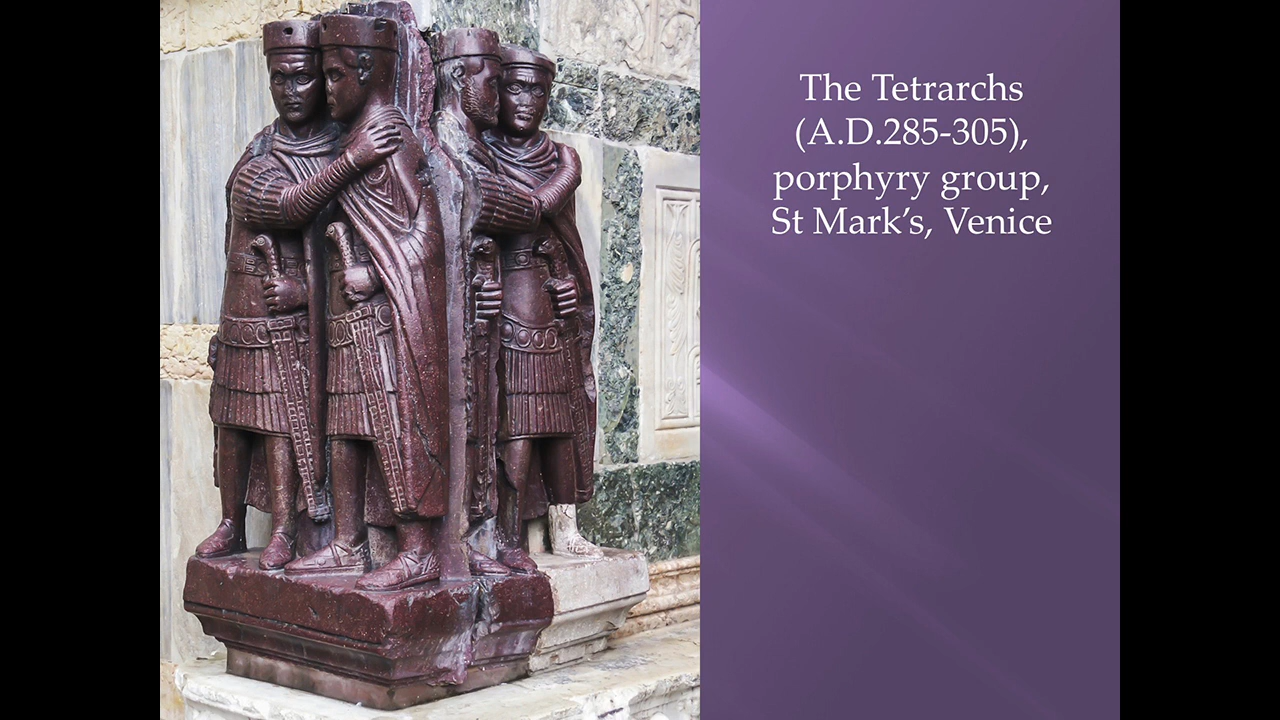 The Tetrarchs
(A.D.285-305),
porphyry group,
St Mark’s, Venice